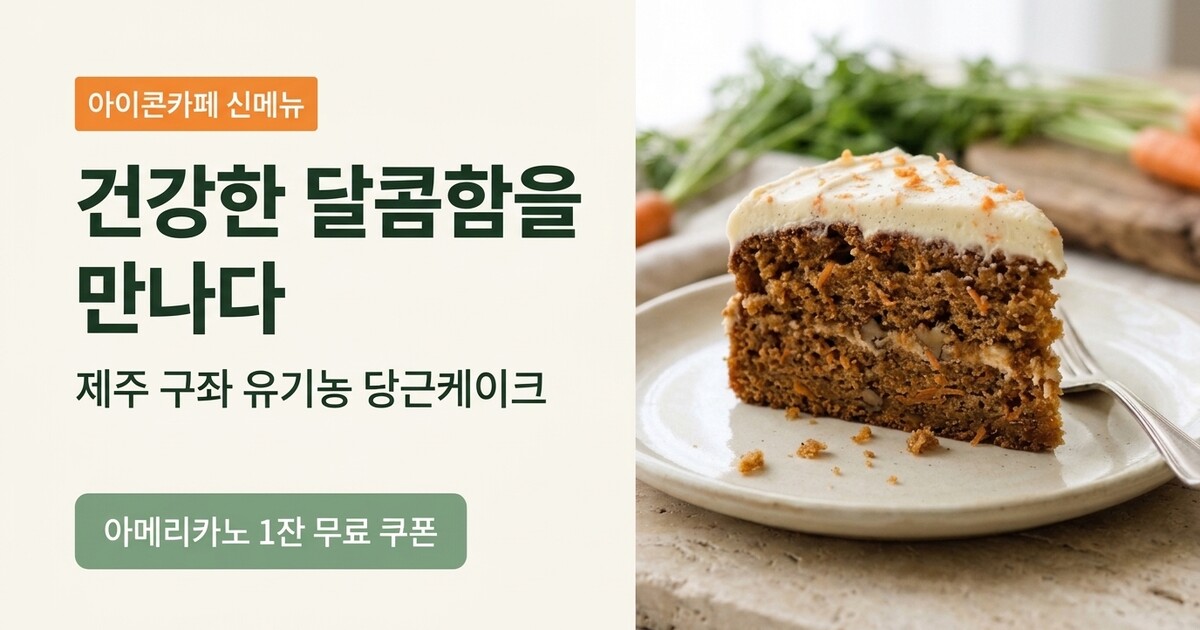 아이콘카페 신메뉴
건강한 달콤함을
만나다
제주 구좌 유기농 당근케이크
아메리카노 1잔 무료 쿠폰